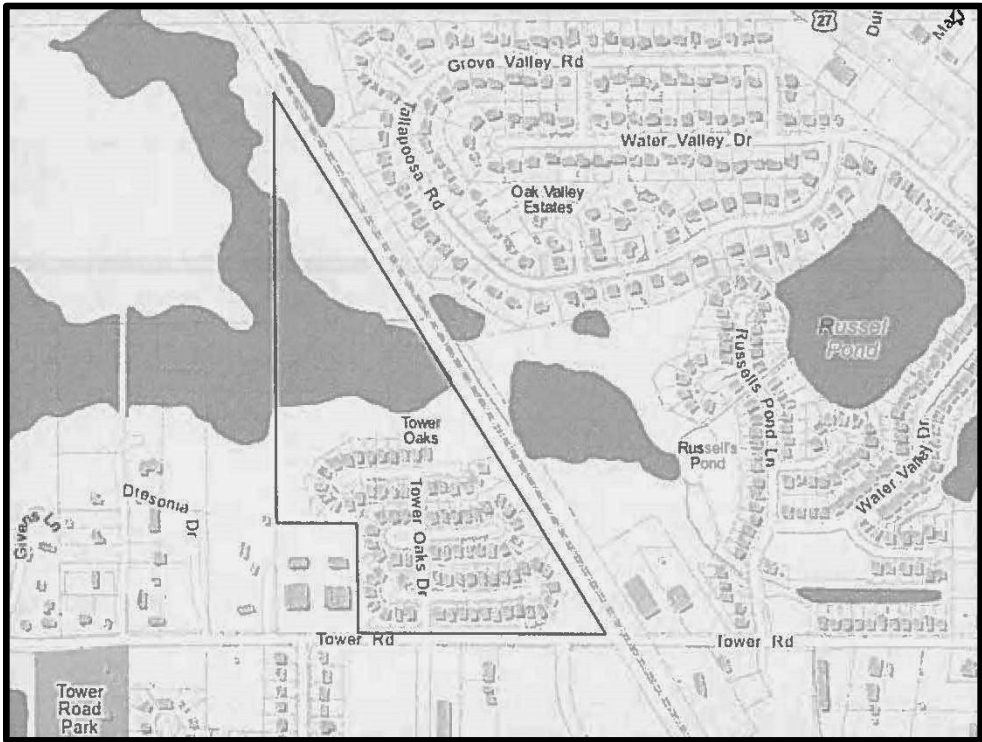 27
Grove Valley Rd
Tallapoosa Rd
Water Valley Dr
Oak Valley
Estates
Russel
Pond
Russells Pond Ln
Tower
Oaks
Russell's
Pond
Water Valley Dr
Tower Oaks Dr
Dresonia Dr
Givens Ln
Tower Rd
Tower Rd
Tower
Road
Park